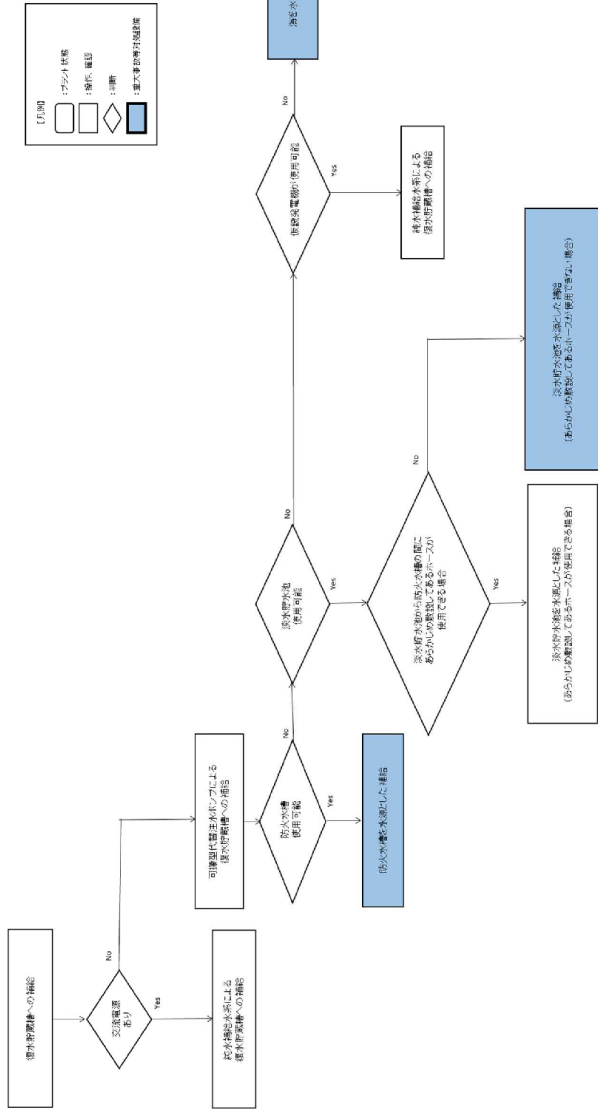 【凡例】
：プラント状態
：操作、確認
：判断
：重大事故等対処設備
復水貯蔵槽への補給
交流電源
あり
Yes
No
純水補給水系による
復水貯蔵槽への補給
可搬型代替注水ポンプによる
復水貯蔵槽への補給
防火水槽
使用可能
Yes
No
防火水槽を水源とした補給
淡水貯水池
使用可能
Yes
No
淡水貯水池から防火水槽の間に
あらかじめ敷設してあるホースが
使用できる場合
Yes
No
淡水貯水池を水源とした補給
(あらかじめ敷設してあるホースが使用できる場合)
淡水貯水池を水源とした補給
(あらかじめ敷設してあるホースが使用できない場合)
仮設発電機が使用可能
Yes
No
純水補給水系による
復水貯蔵槽への補給
海を水